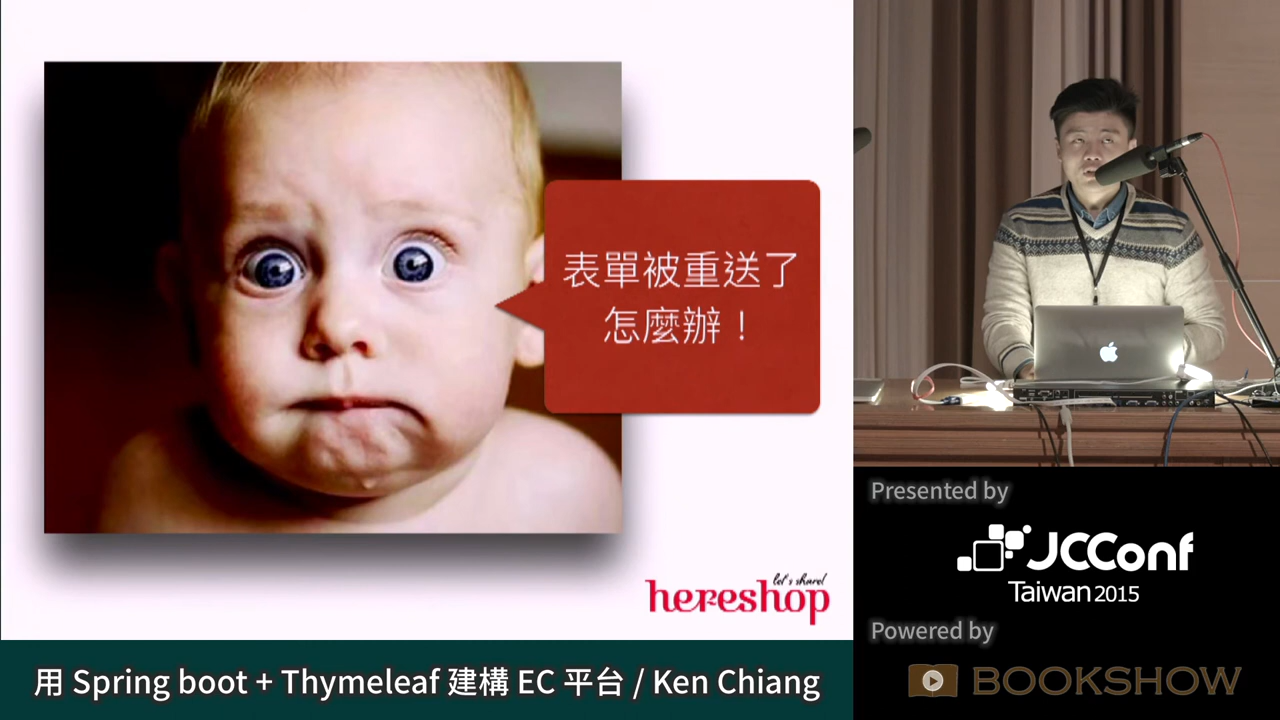 表單被重送了
怎麼辦！
let's share!
hereshop
用 Spring boot + Thymeleaf 建構 EC 平台 / Ken Chiang
Presented by
JCConf
Taiwan 2015
Powered by
BOOKSHOW